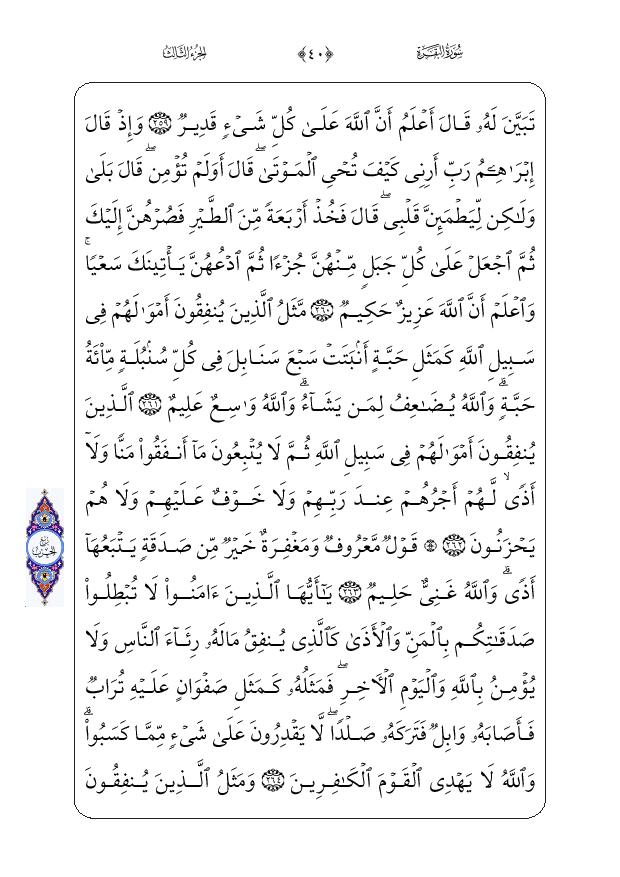 سُورَةُ البَقَرَةِ ﴿٤٠﴾ الجُزءُ الثَّالِثُ
تَبَيَّنَ لَهُۥ قَالَ أَعۡلَمُ أَنَّ ٱللَّهَ عَلَىٰ كُلِّ شَيۡءٖ قَدِيرٞ ٢٥٩ وَإِذۡ قَالَ
إِبۡرَٰهِـۧمُ رَبِّ أَرِنِي كَيۡفَ تُحۡيِ ٱلۡمَوۡتَىٰۖ قَالَ أَوَلَمۡ تُؤۡمِنۖ قَالَ بَلَىٰ
وَلَٰكِن لِّيَطۡمَئِنَّ قَلۡبِيۖ قَالَ فَخُذۡ أَرۡبَعَةٗ مِّنَ ٱلطَّيۡرِ فَصُرۡهُنَّ إِلَيۡكَ
ثُمَّ ٱجۡعَلۡ عَلَىٰ كُلِّ جَبَلٖ مِّنۡهُنَّ جُزۡءٗا ثُمَّ ٱدۡعُهُنَّ يَأۡتِينَكَ سَعۡيٗاۚ
وَٱعۡلَمۡ أَنَّ ٱللَّهَ عَزِيزٌ حَكِيمٞ ٢٦٠ مَّثَلُ ٱلَّذِينَ يُنفِقُونَ أَمۡوَٰلَهُمۡ فِي
سَبِيلِ ٱللَّهِ كَمَثَلِ حَبَّةٍ أَنۢبَتَتۡ سَبۡعَ سَنَابِلَ فِي كُلِّ سُنۢبُلَةٖ مِّاْئَةُ
حَبَّةٖۗ وَٱللَّهُ يُضَٰعِفُ لِمَن يَشَآءُۗ وَٱللَّهُ وَٰسِعٌ عَلِيمٞ ٢٦١ ٱلَّذِينَ
يُنفِقُونَ أَمۡوَٰلَهُمۡ فِي سَبِيلِ ٱللَّهِ ثُمَّ لَا يُتۡبِعُونَ مَآ أَنفَقُواْ مَنّٗا وَلَآ
أَذٗى لَّهُمۡ أَجۡرُهُمۡ عِندَ رَبِّهِمۡ وَلَا خَوۡفٌ عَلَيۡهِمۡ وَلَا هُمۡ
يَحۡزَنُونَ ٢٦٢ ۞ قَوۡلٞ مَّعۡرُوفٞ وَمَغۡفِرَةٌ خَيۡرٞ مِّن صَدَقَةٖ يَتۡبَعُهَآ
أَذٗىۗ وَٱللَّهُ غَنِيٌّ حَلِيمٞ ٢٦٣ يَٰٓأَيُّهَا ٱلَّذِينَ ءَامَنُواْ لَا تُبۡطِلُواْ
صَدَقَٰتِكُم بِٱلۡمَنِّ وَٱلۡأَذَىٰ كَٱلَّذِي يُنفِقُ مَالَهُۥ رِئَآءَ ٱلنَّاسِ وَلَا
يُؤۡمِنُ بِٱللَّهِ وَٱلۡيَوۡمِ ٱلۡأٓخِرِۖ فَمَثَلُهُۥ كَمَثَلِ صَفۡوَانٍ عَلَيۡهِ تُرَابٞ
فَأَصَابَهُۥ وَابِلٞ فَتَرَكَهُۥ صَلۡدٗاۖ لَّا يَقۡدِرُونَ عَلَىٰ شَيۡءٖ مِّمَّا كَسَبُواْۗ
وَٱللَّهُ لَا يَهۡدِي ٱلۡقَوۡمَ ٱلۡكَٰفِرِينَ ٢٦٤ وَمَثَلُ ٱلَّذِينَ يُنفِقُونَ
ربع
الحزب